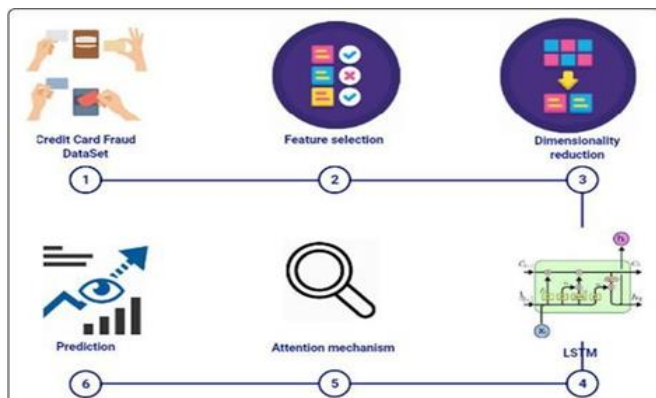 Credit Card Fraud
DataSet
Feature selection
Dimensionality
reduction
1
2
3
Prediction
Attention mechanism
LSTM
6
5
4